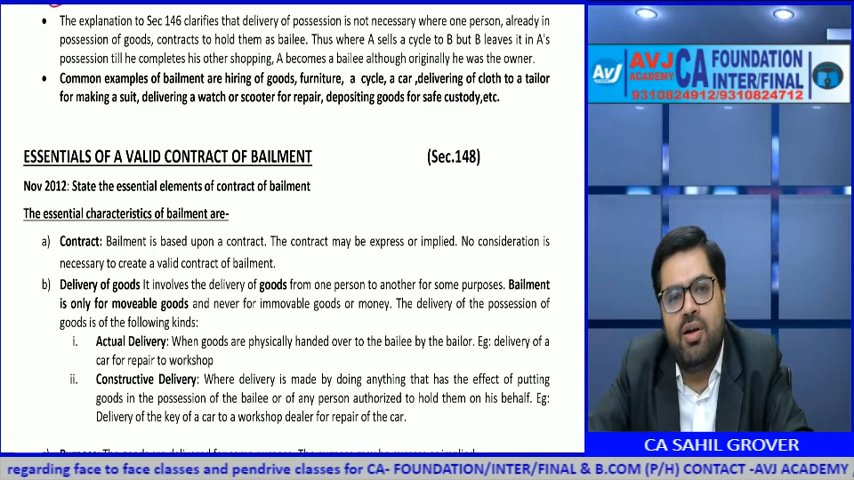 • The explanation to Sec 146 clarifies that delivery of possession is not necessary where one person, already in
possession of goods, contracts to hold them as bailee. Thus where A sells a cycle to B but B leaves it in A's
possession till he completes his other shopping, A becomes a bailee although originally he was the owner.
• Common examples of bailment are hiring of goods, furniture, a cycle, a car ,delivering of cloth to a tailor
for making a suit, delivering a watch or scooter for repair, depositing goods for safe custody,etc.
ESSENTIALS OF A VALID CONTRACT OF BAILMENT (Sec.148)
Nov 2012: State the essential elements of contract of bailment
The essential characteristics of bailment are-
a) Contract: Bailment is based upon a contract. The contract may be express or implied. No consideration is
necessary to create a valid contract of bailment.
b) Delivery of goods It involves the delivery of goods from one person to another for some purposes. Bailment
is only for moveable goods and never for immovable goods or money. The delivery of the possession of
goods is of the following kinds:
i. Actual Delivery: When goods are physically handed over to the bailee by the bailor. Eg: delivery of a
car for repair to workshop
ii. Constructive Delivery: Where delivery is made by doing anything that has the effect of putting
goods in the possession of the bailee or of any person authorized to hold them on his behalf. Eg:
Delivery of the key of a car to a workshop dealer for repair of the car.
AVJ
AVJ
ACADEMY
CA
FOUNDATION
INTER/FINAL
9310824912/9310824712
CA SAHIL GROVER
regarding face to face classes and pendrive classes for CA- FOUNDATION/INTER/FINAL & B.COM (P/H) CONTACT -AVJ ACADEMY